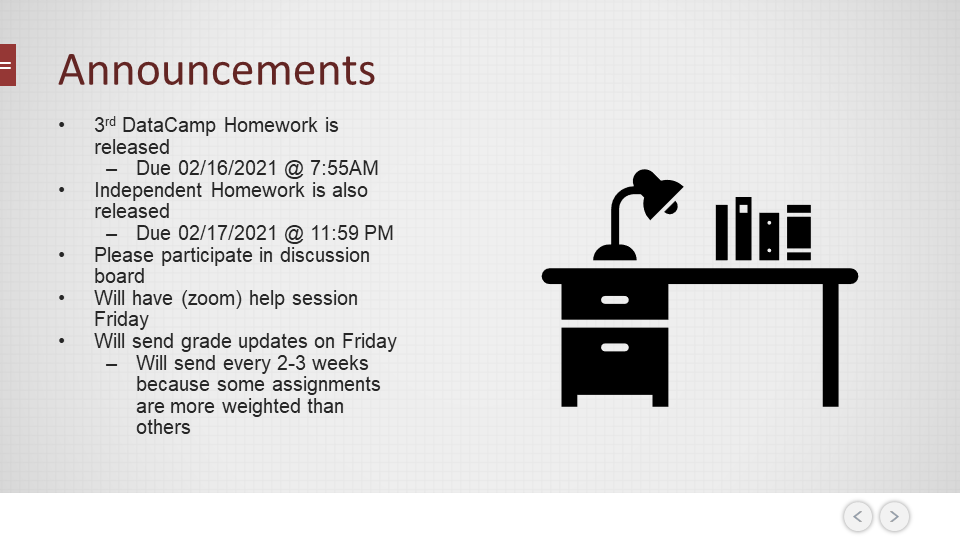 Announcements
• 3rd DataCamp Homework is
released
– Due 02/16/2021 @ 7:55AM
• Independent Homework is also
released
– Due 02/17/2021 @ 11:59 PM
• Please participate in discussion
board
• Will have (zoom) help session
Friday
• Will send grade updates on Friday
– Will send every 2-3 weeks
because some assignments
are more weighted than
others